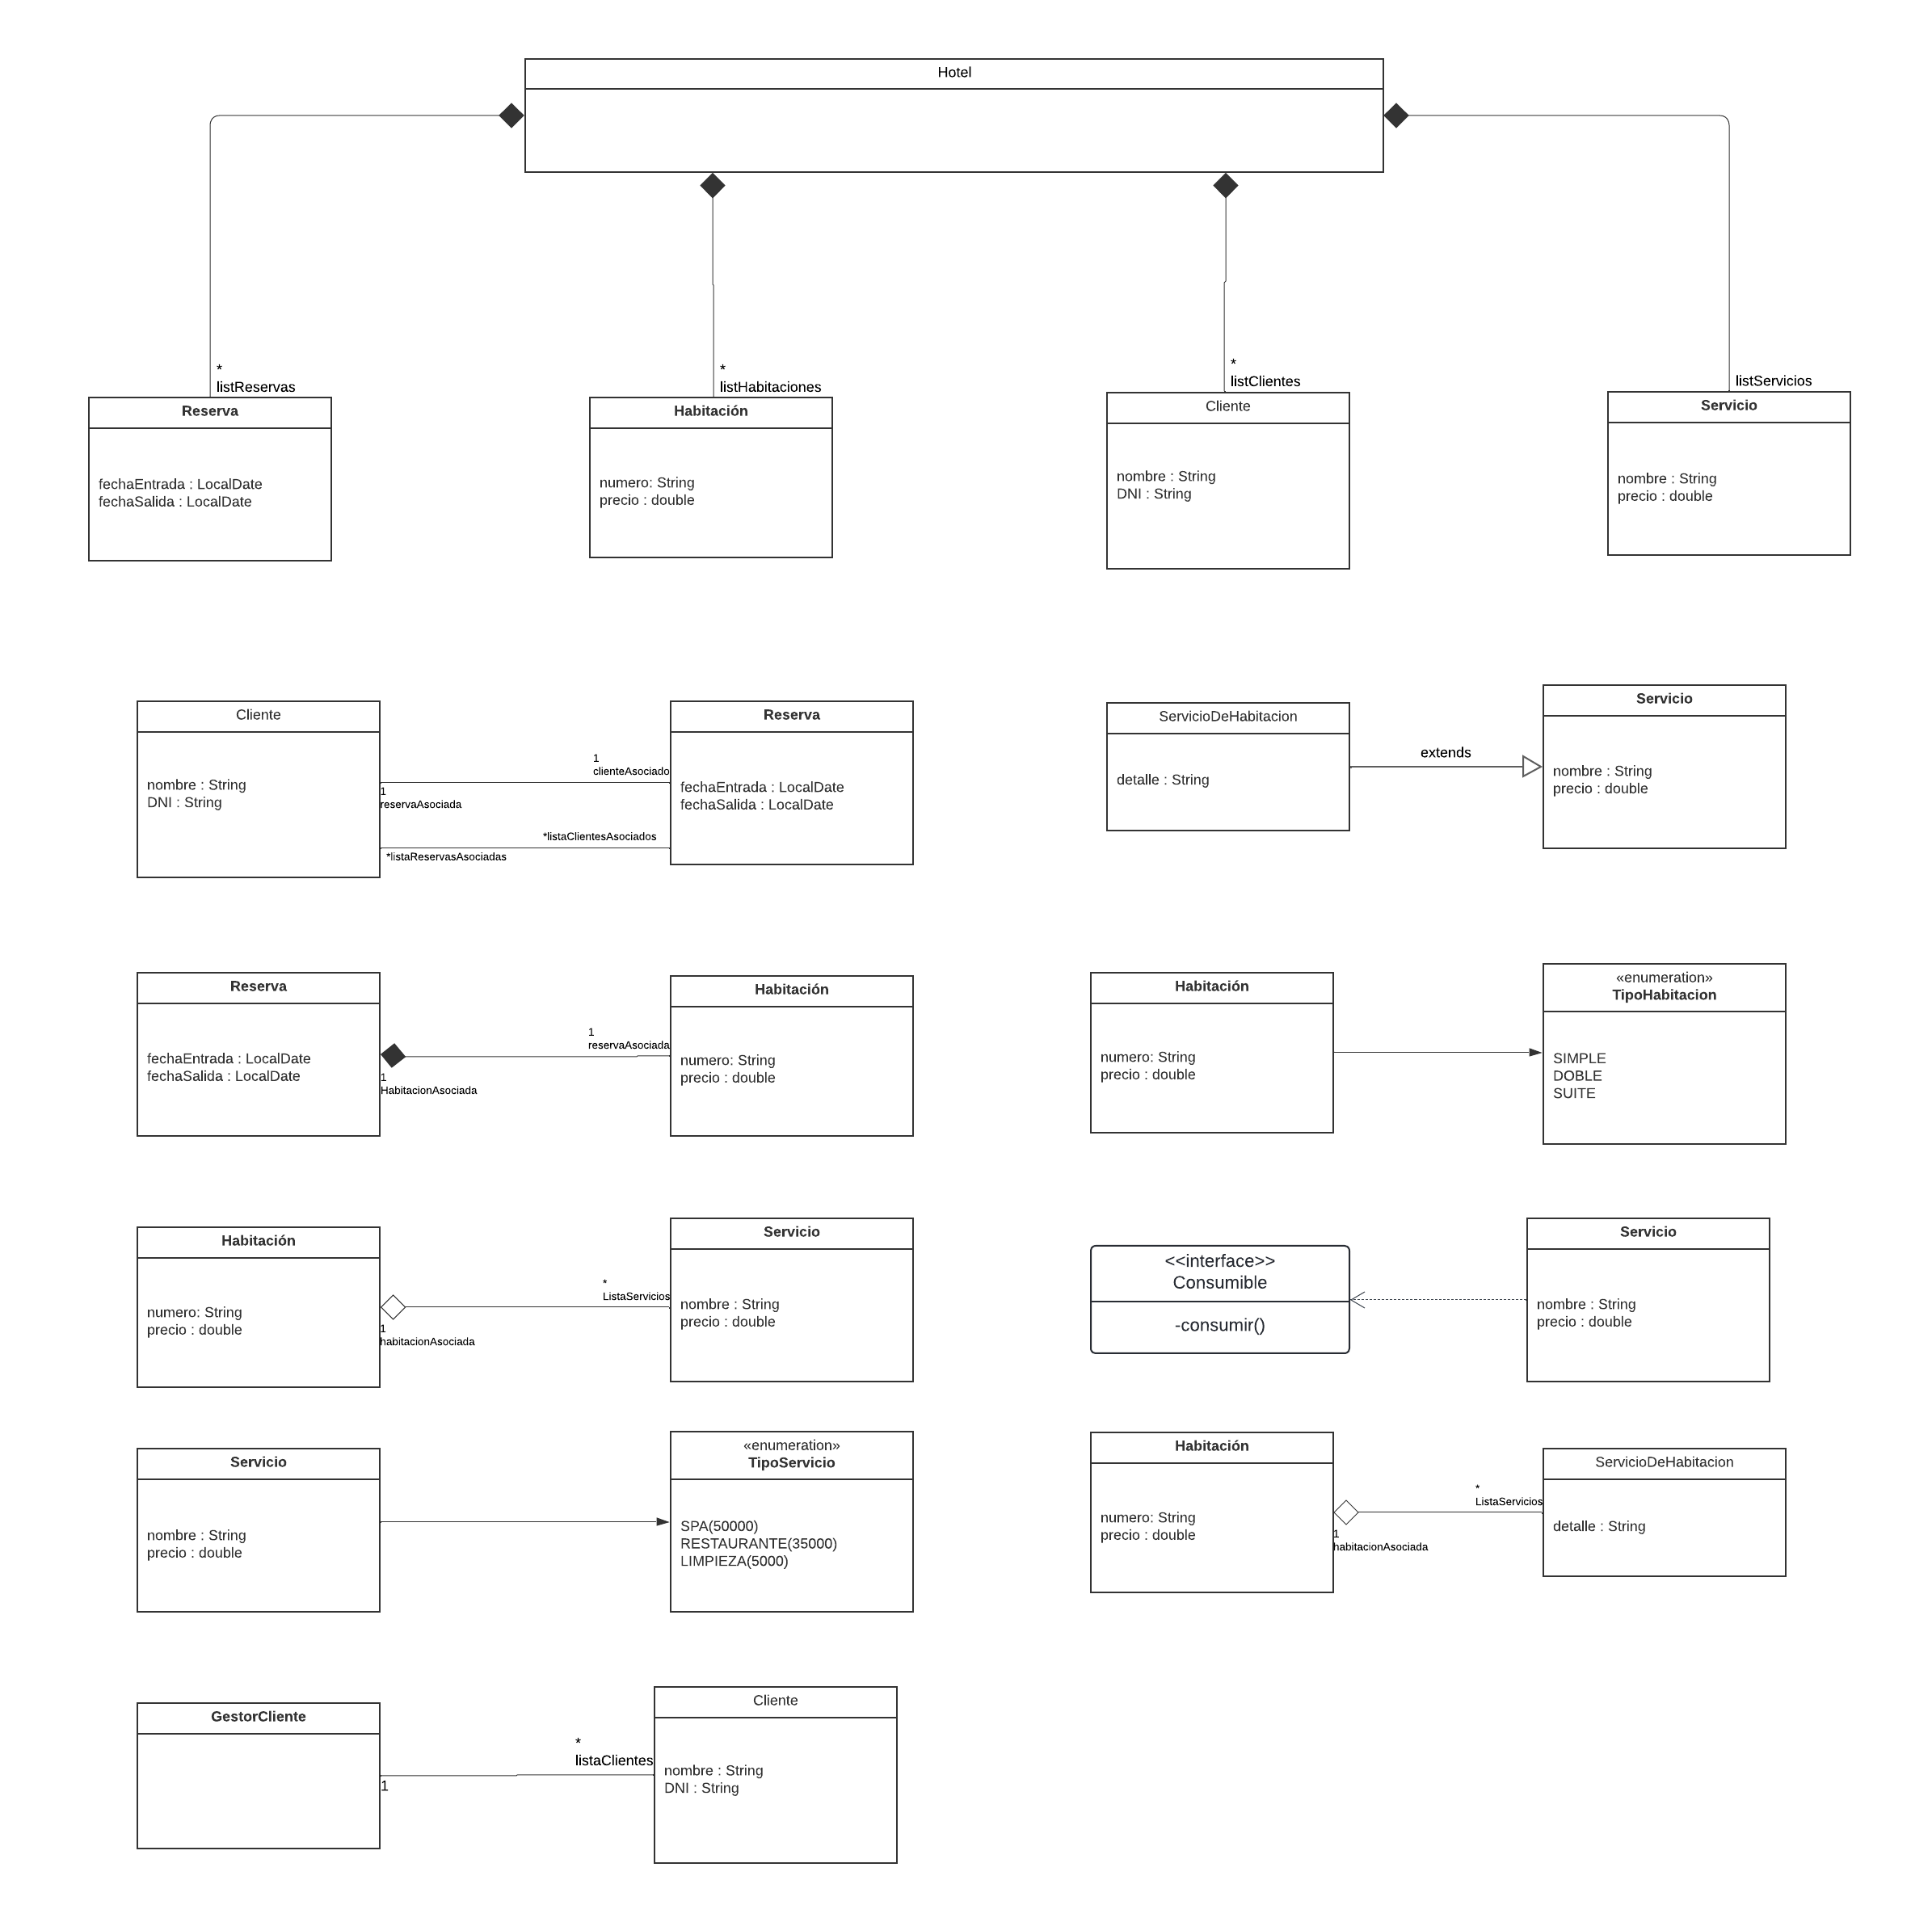 Hotel
*
listReservas
*
listHabitaciones
*
listClientes
listServicios
Reserva
fechaEntrada : LocalDate
fechaSalida : LocalDate
Habitación
numero: String
precio : double
Cliente
nombre : String
DNI : String
Servicio
nombre : String
precio : double
Cliente
nombre : String
DNI : String
1
clienteAsociado
1
reservaAsociada
*listaClientesAsociados
*listaReservasAsociadas
Reserva
fechaEntrada : LocalDate
fechaSalida : LocalDate
ServicioDeHabitacion
detalle : String
extends
Servicio
nombre : String
precio : double
Reserva
fechaEntrada : LocalDate
fechaSalida : LocalDate
1
reservaAsociada
1
HabitacionAsociada
Habitación
numero: String
precio : double
Habitación
numero: String
precio : double
«enumeration»
TipoHabitacion
SIMPLE
DOBLE
SUITE
Habitación
numero: String
precio : double
*
ListaServicios
1
habitacionAsociada
Servicio
nombre : String
precio : double
<<interface>>
Consumible
-consumir()
Servicio
nombre : String
precio : double
Servicio
nombre : String
precio : double
«enumeration»
TipoServicio
SPA(50000)
RESTAURANTE(35000)
LIMPIEZA(5000)
Habitación
numero: String
precio : double
*
ListaServicios
1
habitacionAsociada
ServicioDeHabitacion
detalle : String
GestorCliente
*
listaClientes
1
Cliente
nombre : String
DNI : String